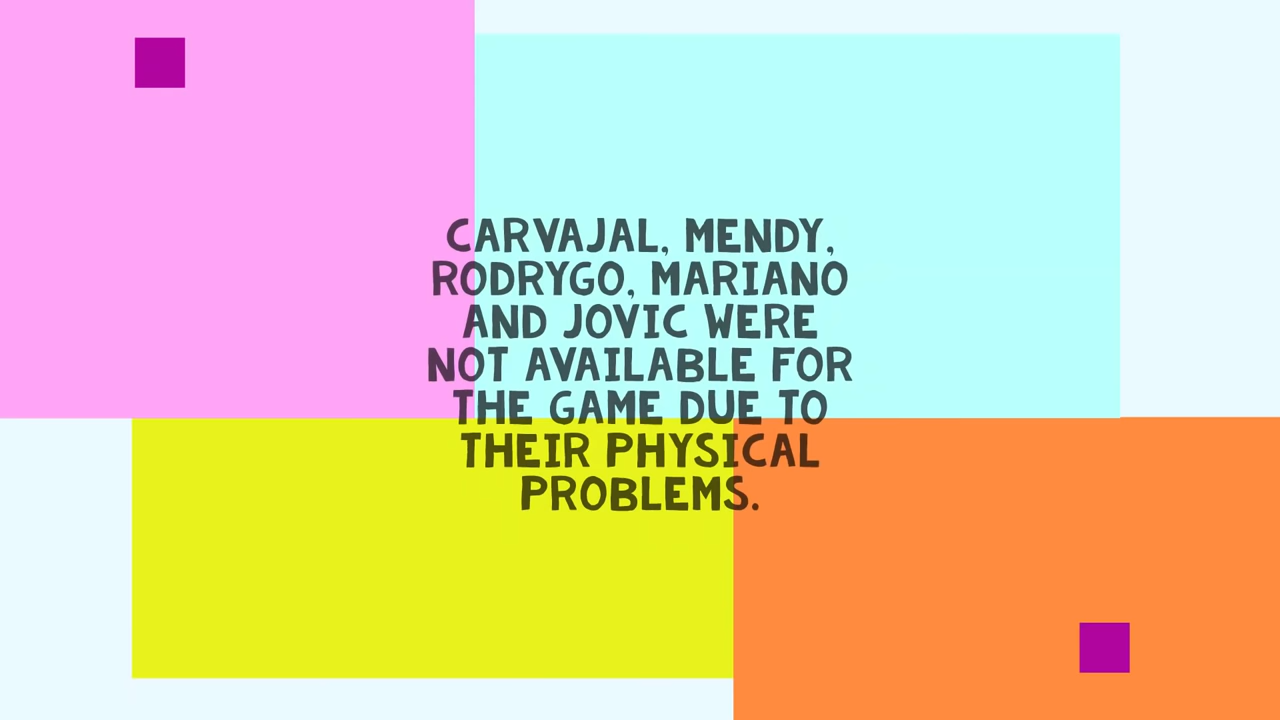 CARVAJAL, MENDY,
RODRYGO, MARIANO
AND JOVIC WERE
NOT AVAILABLE FOR
THE GAME DUE TO
THEIR PHYSICAL
PROBLEMS.